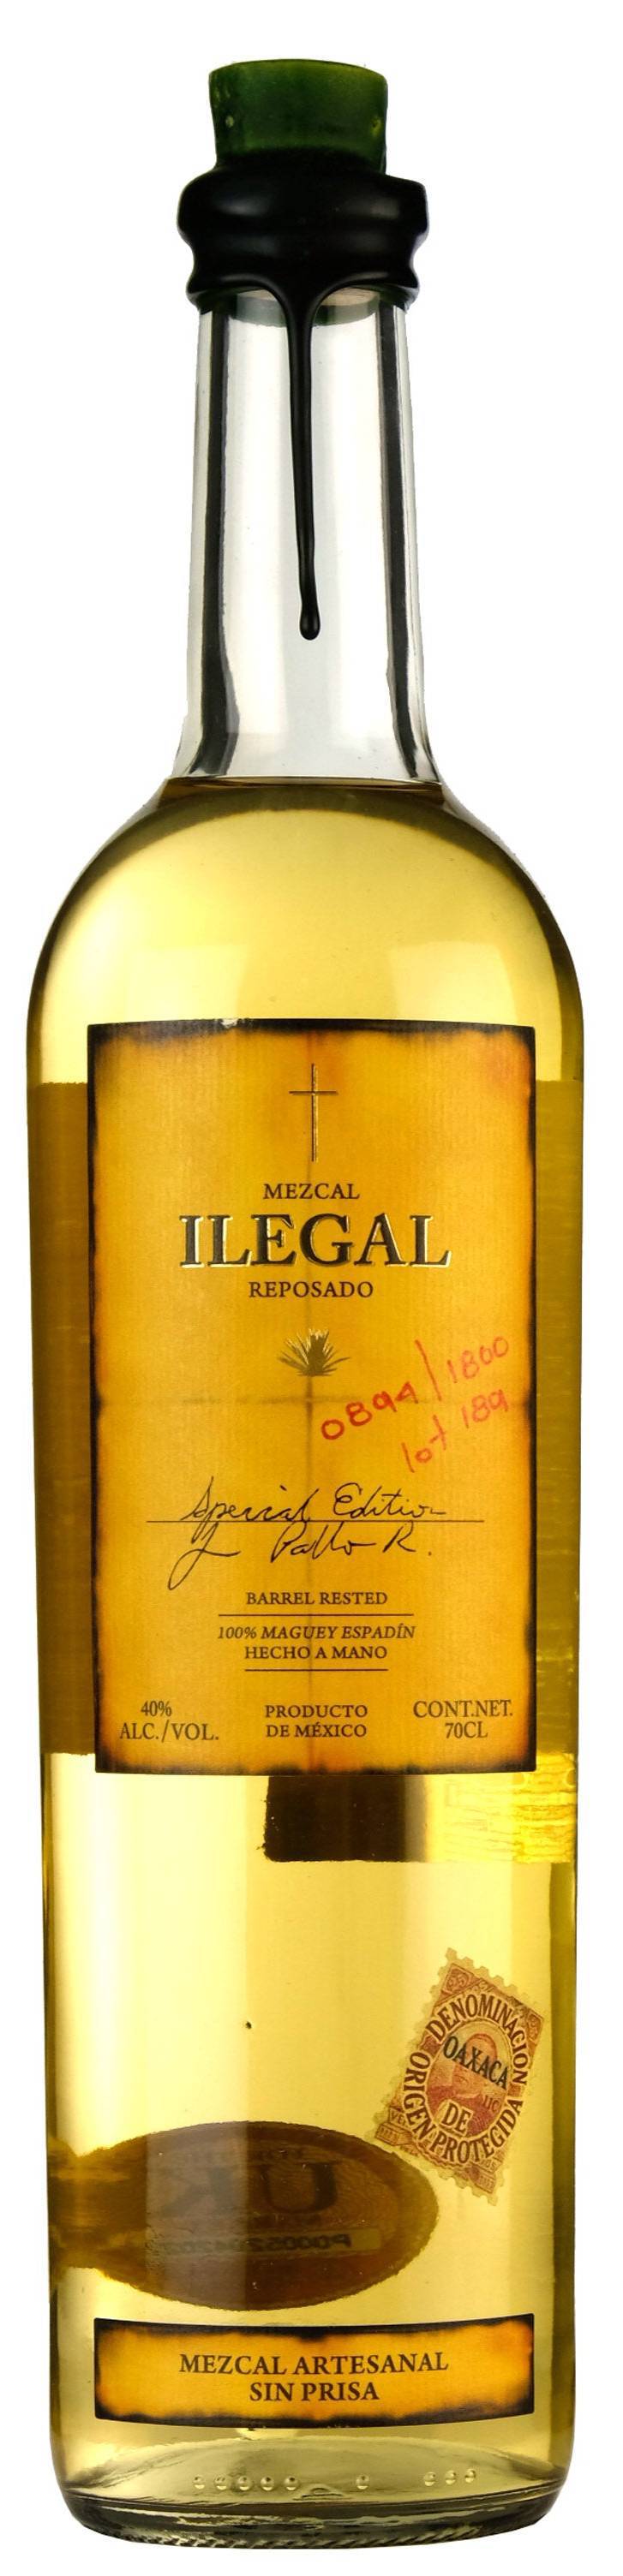 MEZCAL
ILEGAL
REPOSADO
0894/1800
lot 189
Special Edition
BARREL RESTED
100% MAGUEY ESPADÍN
HECHO A MANO
40%
ALC./VOL.
PRODUCTO
DE MÉXICO
CONT.NET.
70CL
DENOMINACION
OAXACA
DE
ORIGEN PROTEGIDA
UK
MEZCAL ARTESANAL
SIN PRISA